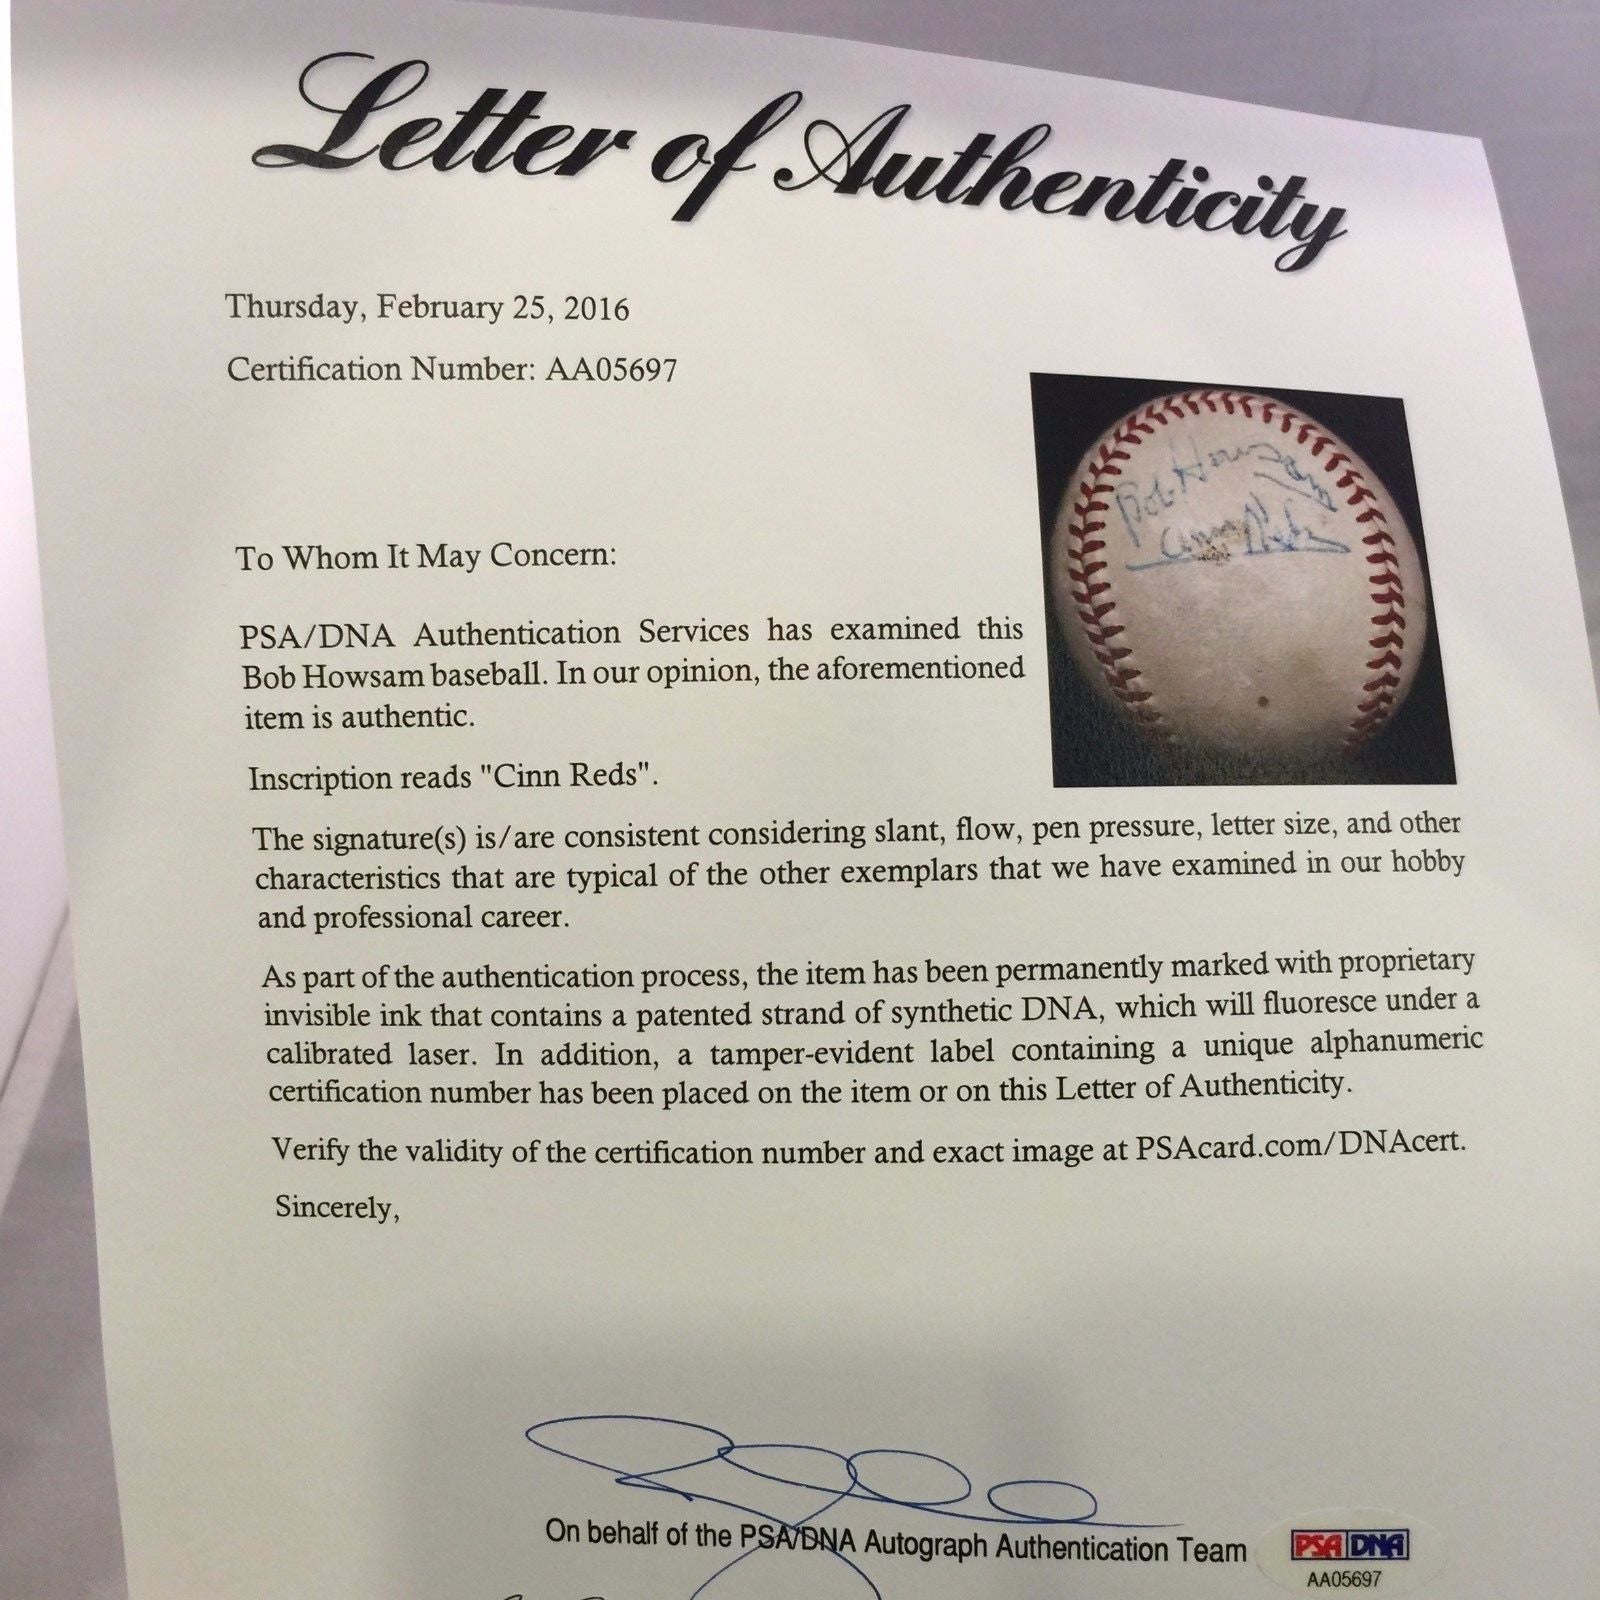 Letter of Authenticity
Thursday, February 25, 2016
Certification Number: AA05697
Bob Howsam
Cinn Reds
To Whom It May Concern:
PSA/DNA Authentication Services has examined this
Bob Howsam baseball. In our opinion, the aforementioned
item is authentic.
Inscription reads "Cinn Reds".
The signature(s) is/are consistent considering slant, flow, pen pressure, letter size, and other
characteristics that are typical of the other exemplars that we have examined in our hobby
and professional career.
As part of the authentication process, the item has been permanently marked with proprietary
invisible ink that contains a patented strand of synthetic DNA, which will fluoresce under a
calibrated laser. In addition, a tamper-evident label containing a unique alphanumeric
certification number has been placed on the item or on this Letter of Authenticity.
Verify the validity of the certification number and exact image at PSAcard.com/DNAcert.
Sincerely,
On behalf of the PSA/DNA Autograph Authentication Team
PSA DNA
AA05697